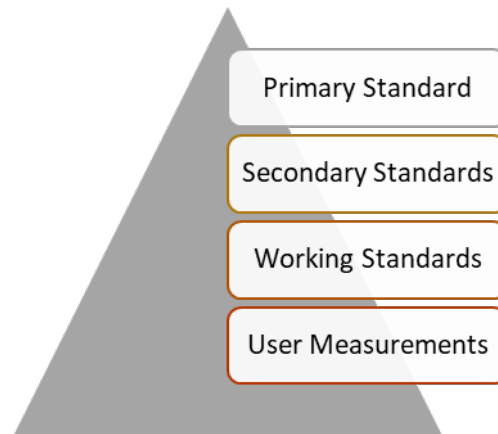 Primary Standard
Secondary Standards
Working Standards
User Measurements